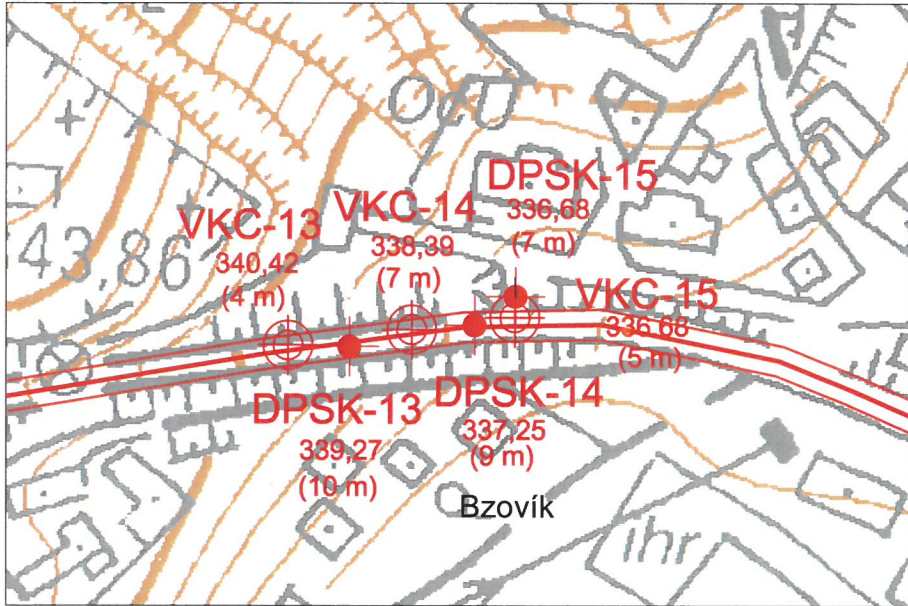 DPSK-15
336,68
(7 m)
VKC-14
338,39
(7 m)
VKC-13
340,42
(4 m)
43,86
VKC-15
336,68
(5 m)
DPSK-13
339,27
(10 m)
DPSK-14
337,25
(9 m)
Bzovík
ihr